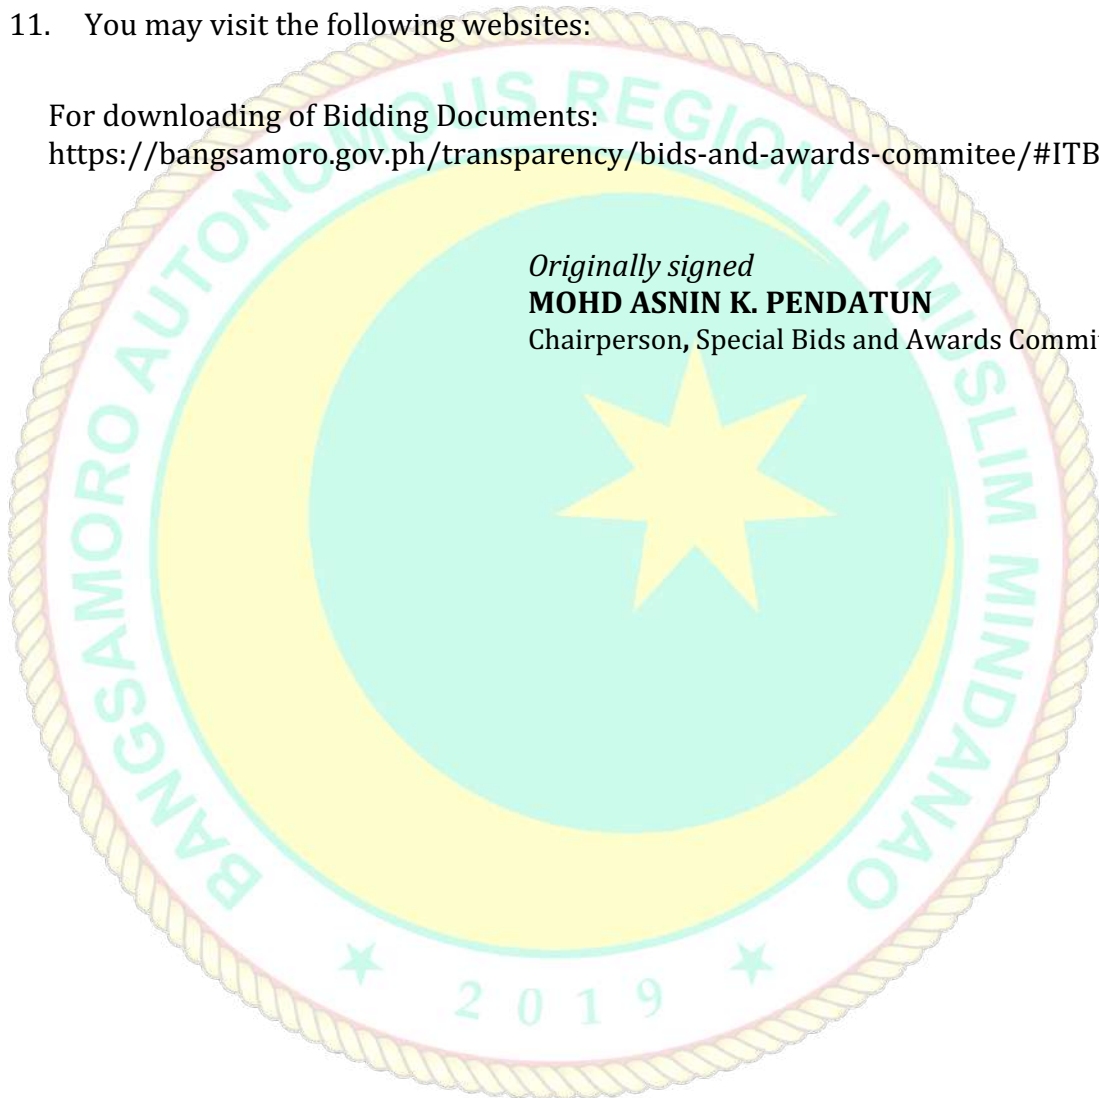 11. You may visit the following websites:
For downloading of Bidding Documents:
https://bangsamoro.gov.ph/transparency/bids-and-awards-commitee/#ITB
Originally signed
MOHD ASNIN K. PENDATUN
Chairperson, Special Bids and Awards
BANGSAMORO AUTONOMOUS REGION IN MUSLIM MINDANAO
2019